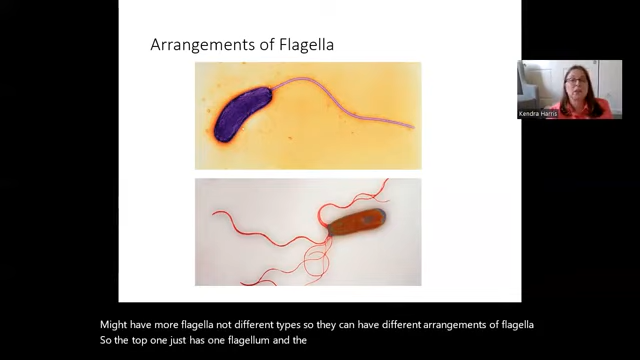 Arrangements of Flagella
Kendra Harris
Might have more flagella not different types so they can have different arrangements of flagella
So the top one just has one flagellum and the